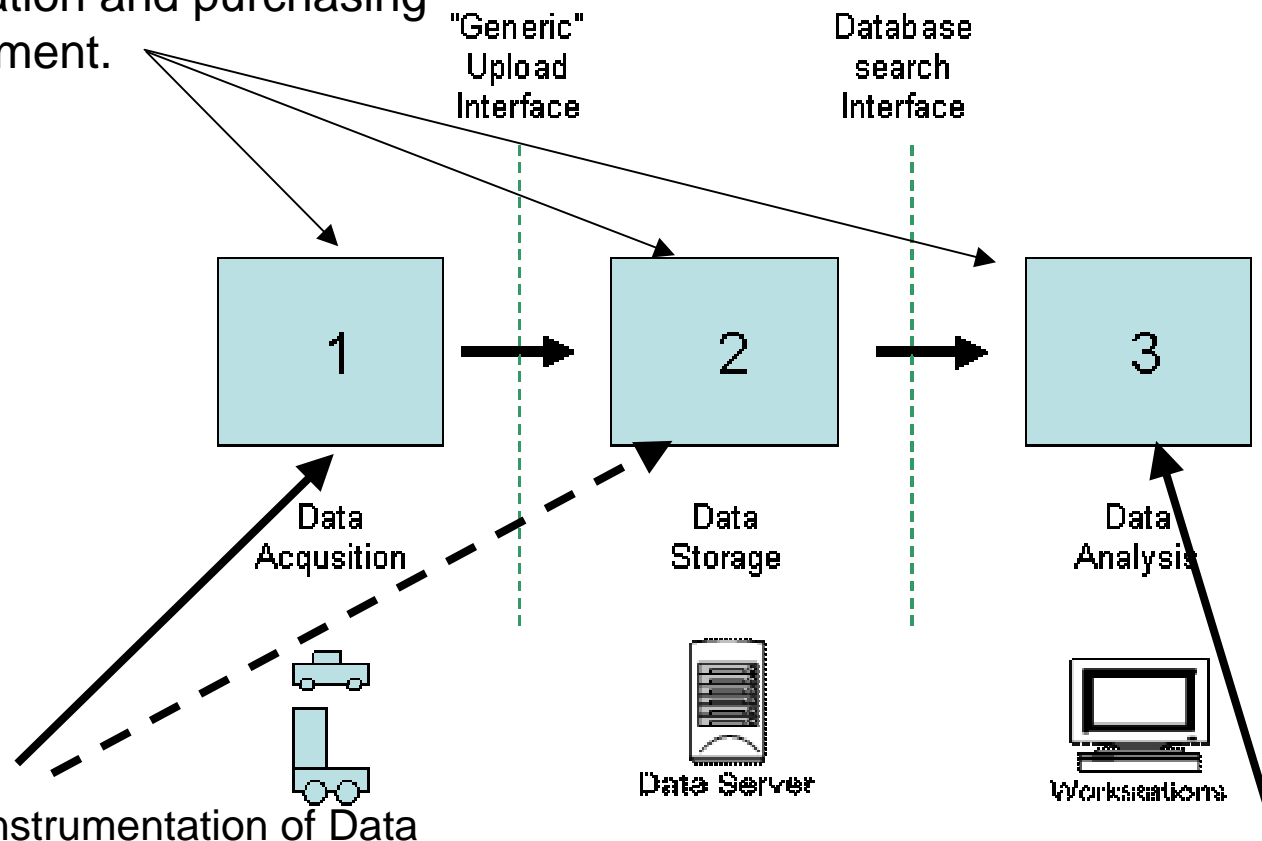 ation and purchasing
ment.
"Generic"
Upload
Interface
Database
search
Interface
1
2
3
Data
Acqusition
Data
Storage
Data
Analysis
Data Server
Workstations
nstrumentation of Data